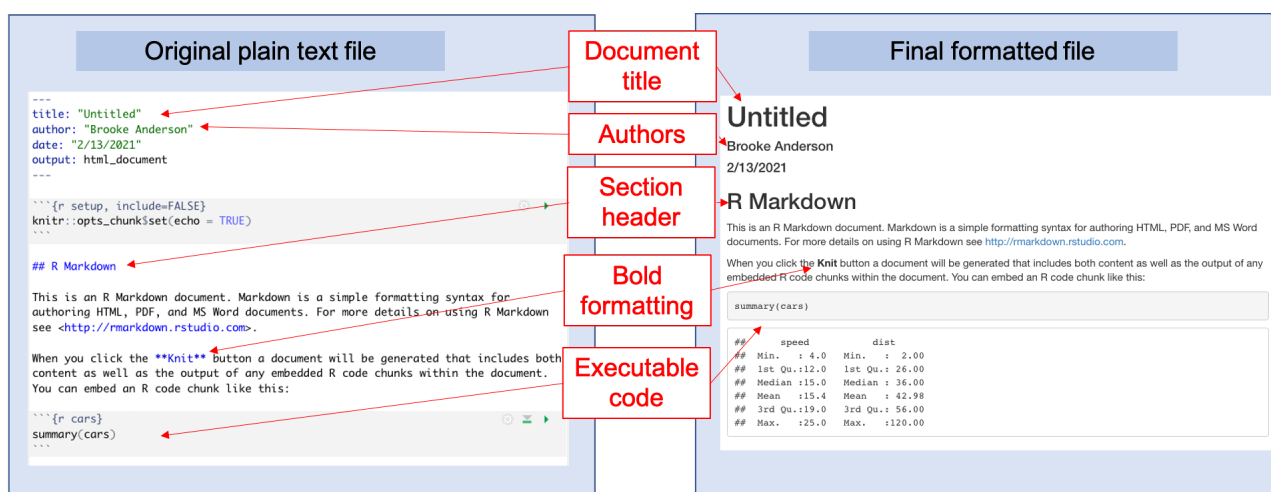 Original plain text file
---
title: "Untitled"
author: "Brooke Anderson"
date: "2/13/2021"
output: html_document
---
```{r setup, include=FALSE}
knitr::opts_chunk$set(echo = TRUE)
```
## R Markdown
This is an R Markdown document. Markdown is a simple formatting syntax for
authoring HTML, PDF, and MS Word documents. For more details on using R Markdown
see <http://rmarkdown.rstudio.com>.
When you click the **Knit** button a document will be generated that includes both
content as well as the output of any embedded R code chunks within the document.
You can embed an R code chunk like this:
```{r cars}
summary(cars)
```
Document
title
Authors
Section
header
Bold
formatting
Executable
code
Final formatted file
Untitled
Brooke Anderson
2/13/2021
R Markdown
This is an R Markdown document. Markdown is a simple formatting syntax for authoring HTML, PDF, and MS Word
documents. For more details on using R Markdown see http://rmarkdown.rstudio.com.
When you click the Knit button a document will be generated that includes both content as well as the output of any
embedded R code chunks within the document. You can embed an R code chunk like this:
summary(cars)
##      speed           dist
##  Min.   : 4.0   Min.   :  2.00
##  1st Qu.:12.0   1st Qu.: 26.00
##  Median :15.0   Median : 36.00
##  Mean   :15.4   Mean   : 42.98
##  3rd Qu.:19.0   3rd Qu.: 56.00
##  Max.   :25.0   Max.   :120.00